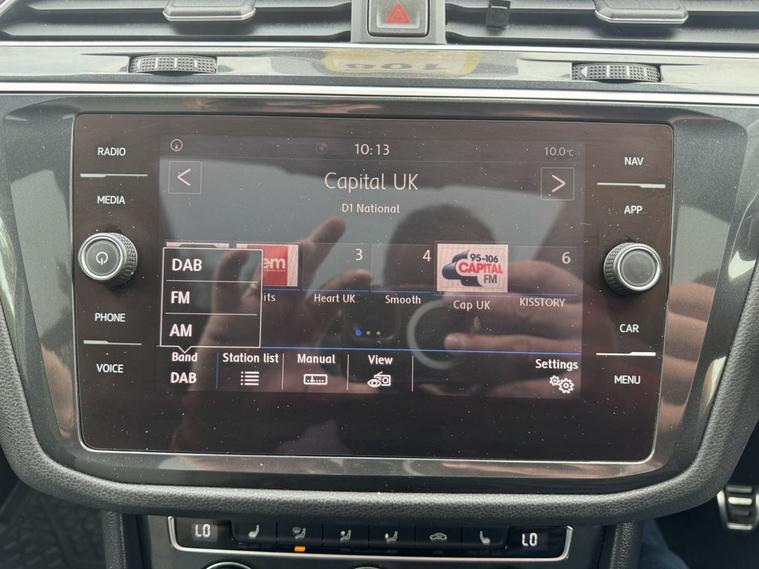 RADIO
MEDIA
PHONE
VOICE
10:13
10.0°C
Capital UK
D1 National
DAB
FM
AM
em
3
4
95-106
CAPITAL
FM
6
its
Heart UK
Smooth
Cap UK
KISSTORY
Band
DAB
Station list
Manual
View
Settings
NAV
APP
CAR
MENU
LO
LO